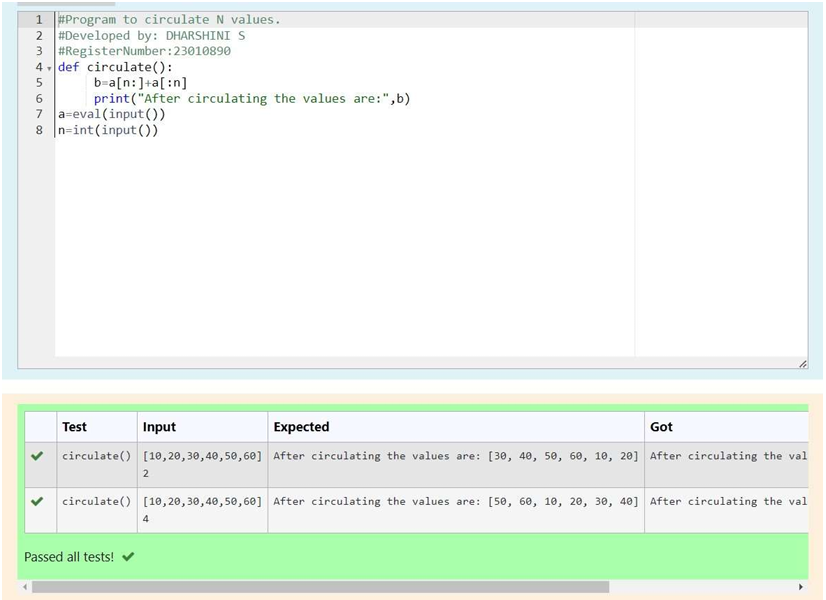 1 #Program to circulate N values.
2 #Developed by: DHARSHINI S
3 #RegisterNumber:23010890
4 def circulate():
5 b=a[n:]+a[:n]
6 print("After circulating the values are:",b)
7 a=eval(input())
8 n=int(input())
Test Input Expected Got
circulate() [10,20,30,40,50,60] After circulating the values are: [30, 40, 50, 60, 10, 20] After circulating the val
2
circulate() [10,20,30,40,50,60] After circulating the values are: [50, 60, 10, 20, 30, 40] After circulating the val
4
Passed all tests!